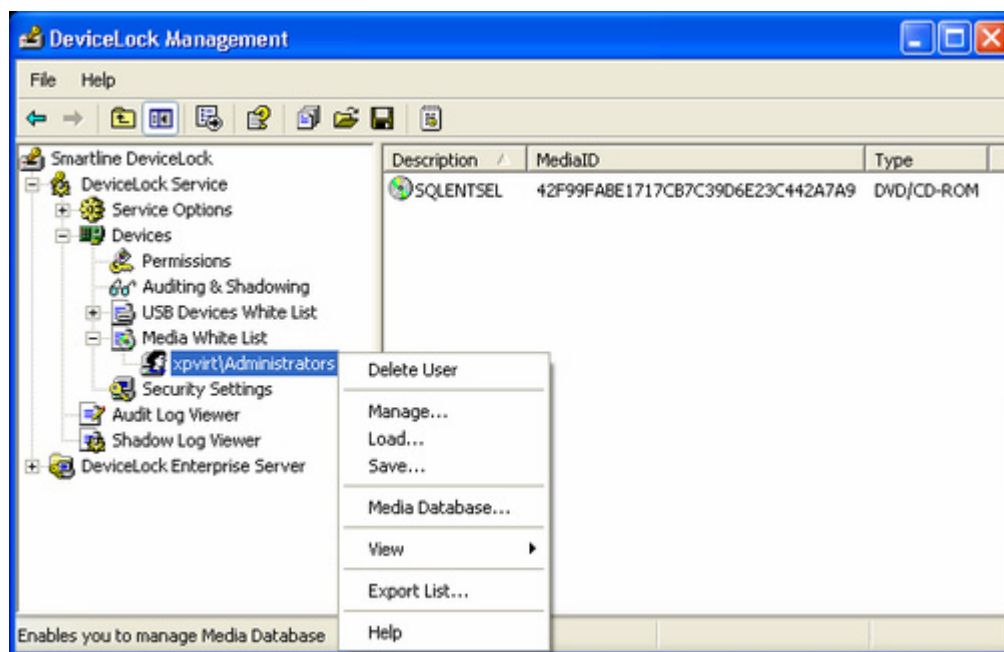 DeviceLock Management
File Help
Smartline DeviceLock
DeviceLock Service
Service Options
Devices
Permissions
Auditing & Shadowing
USB Devices White List
Media White List
xpvirt\Administrators
Security Settings
Audit Log Viewer
Shadow Log Viewer
DeviceLock Enterprise Server
Description MediaID Type
SQLENTSEL 42F99FABE1717CB7C39D6E23C442A7A9 DVD/CD-ROM
Delete User
Manage...
Load...
Save...
Media Database...
View
Export List...
Help
Enables you to manage Media Database